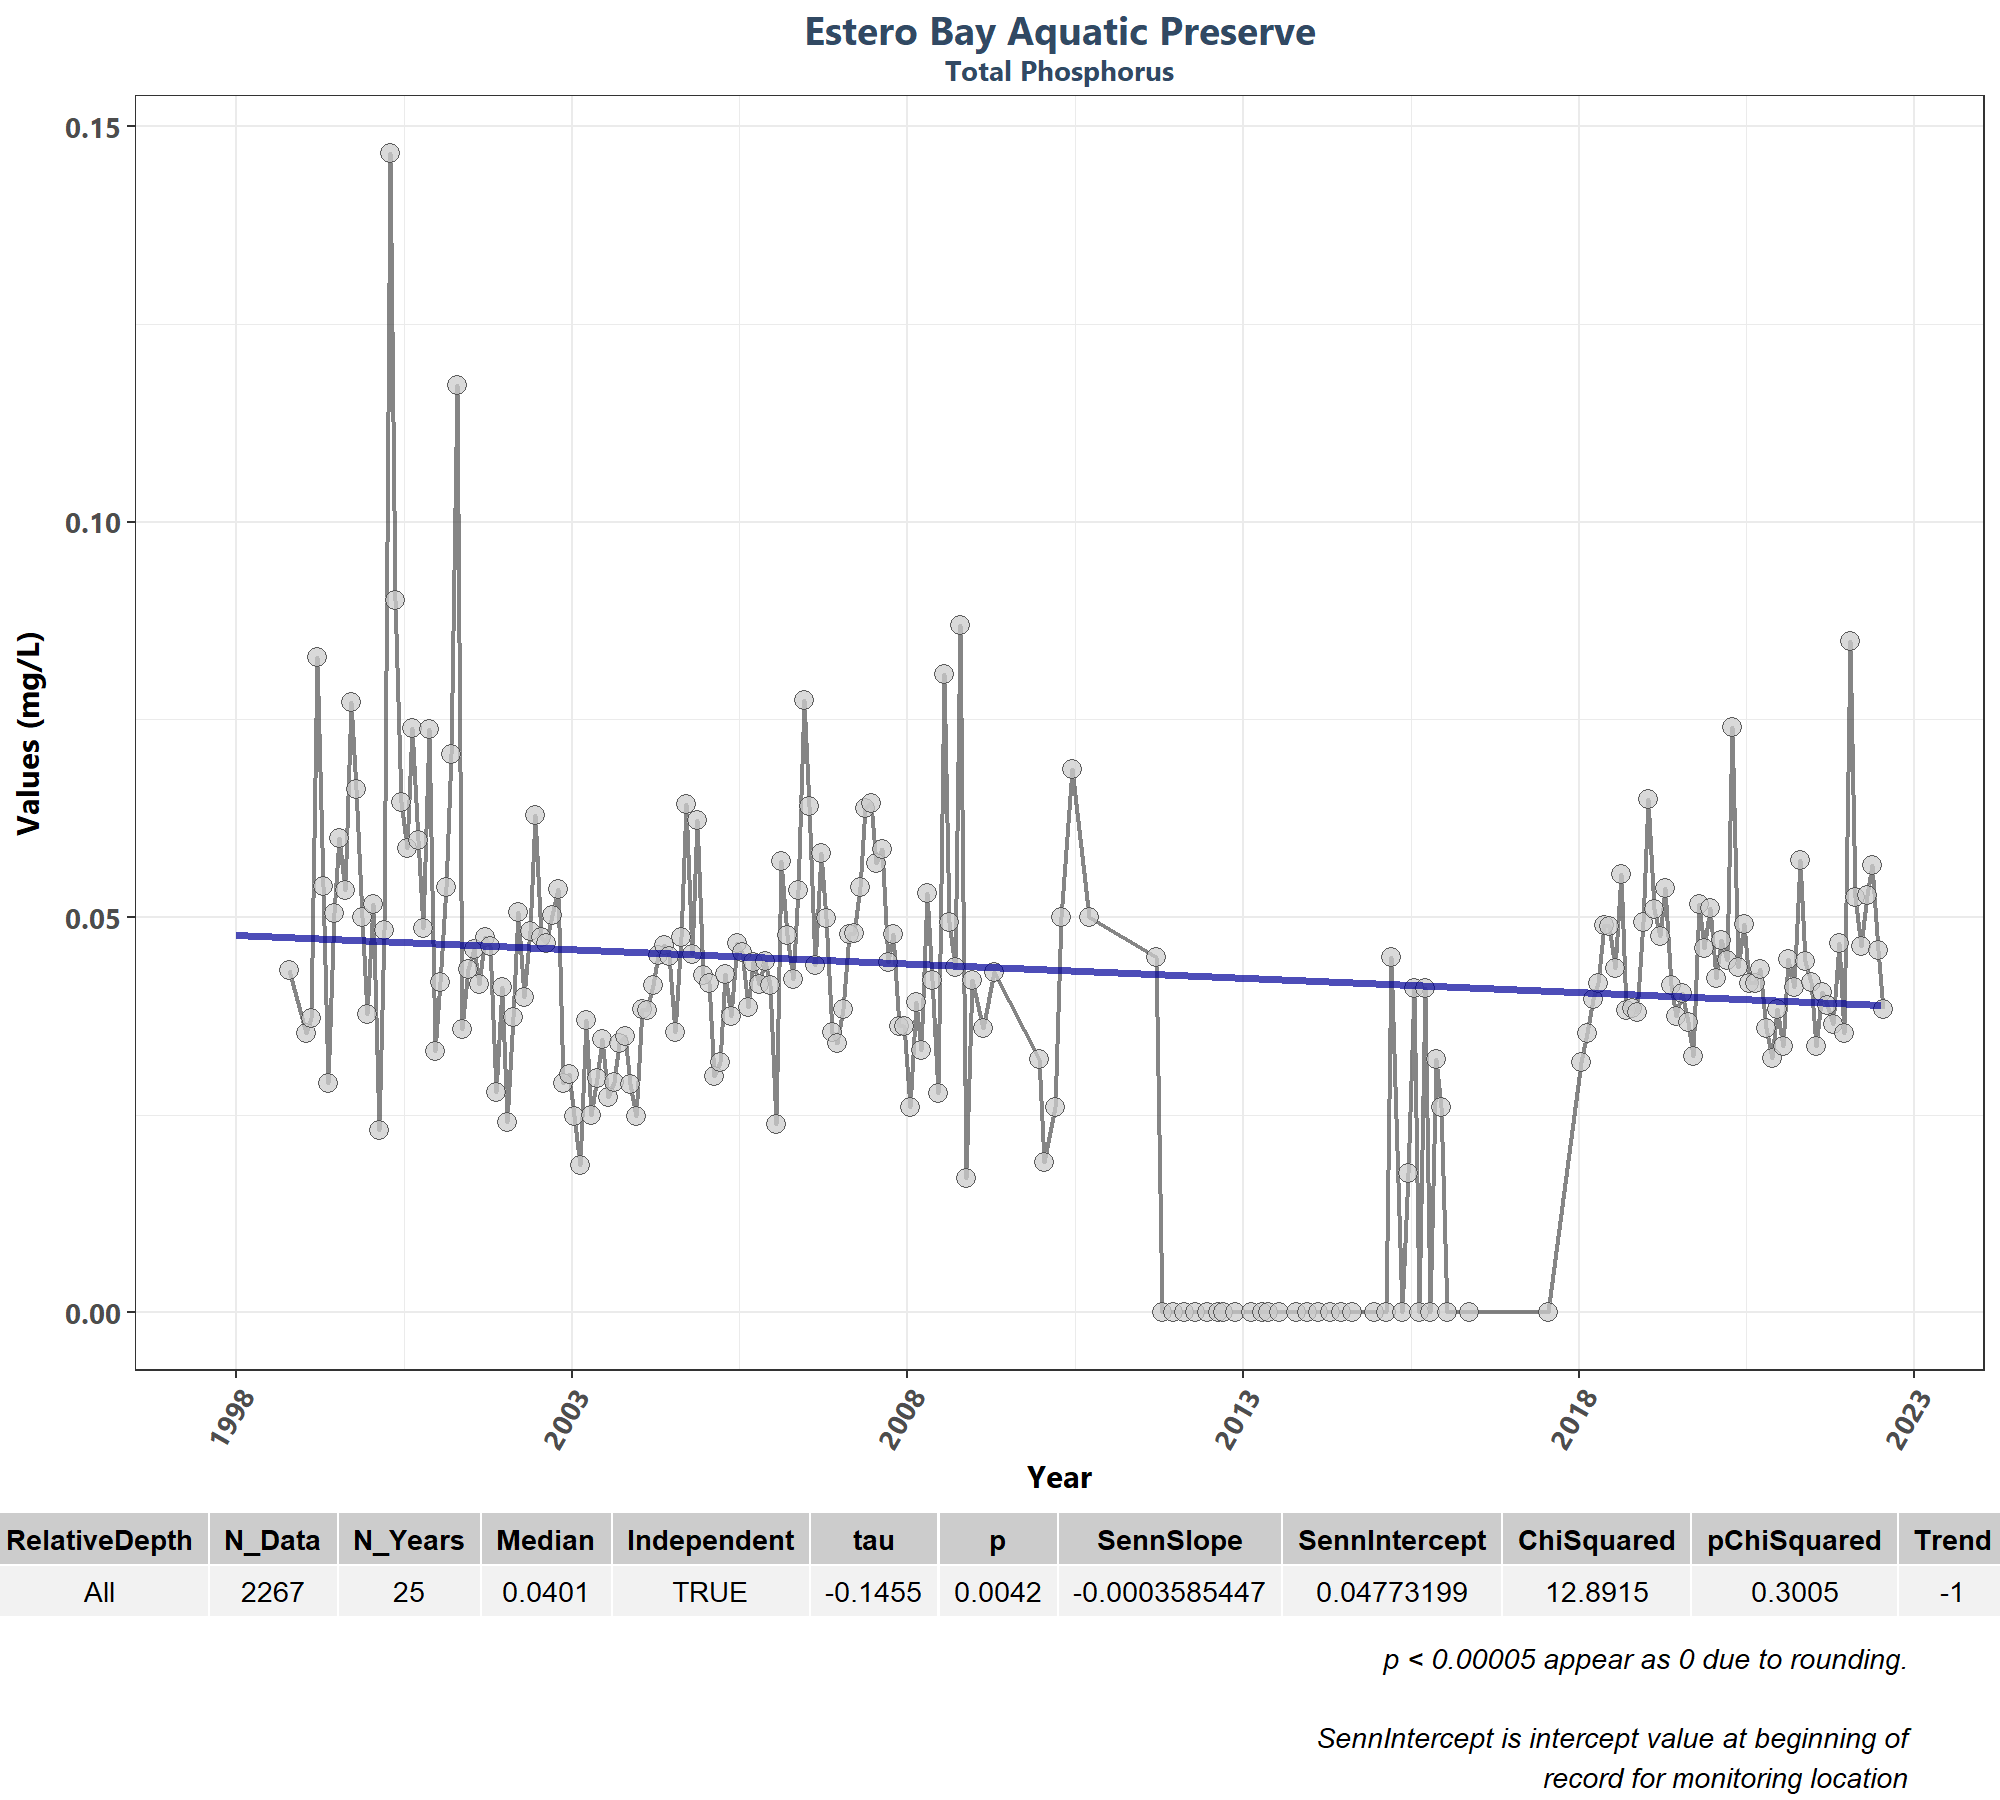 Estero Bay Aquatic Preserve
Total Phosphorus
Values (mg/L)
0.15
0.10
0.05
0.00
1998 2003 2008 2013 2018 2023
Year
RelativeDepth N_Data N_Years Median Independent tau p SennSlope SennIntercept ChiSquared pChiSquared Trend
All 2267 25 0.0401 TRUE -0.1455 0.0042 -0.0003585447 0.04773199 12.8915 0.3005 -1
p < 0.00005 appear as 0 due to rounding.
SennIntercept is intercept value at beginning of
record for monitoring location